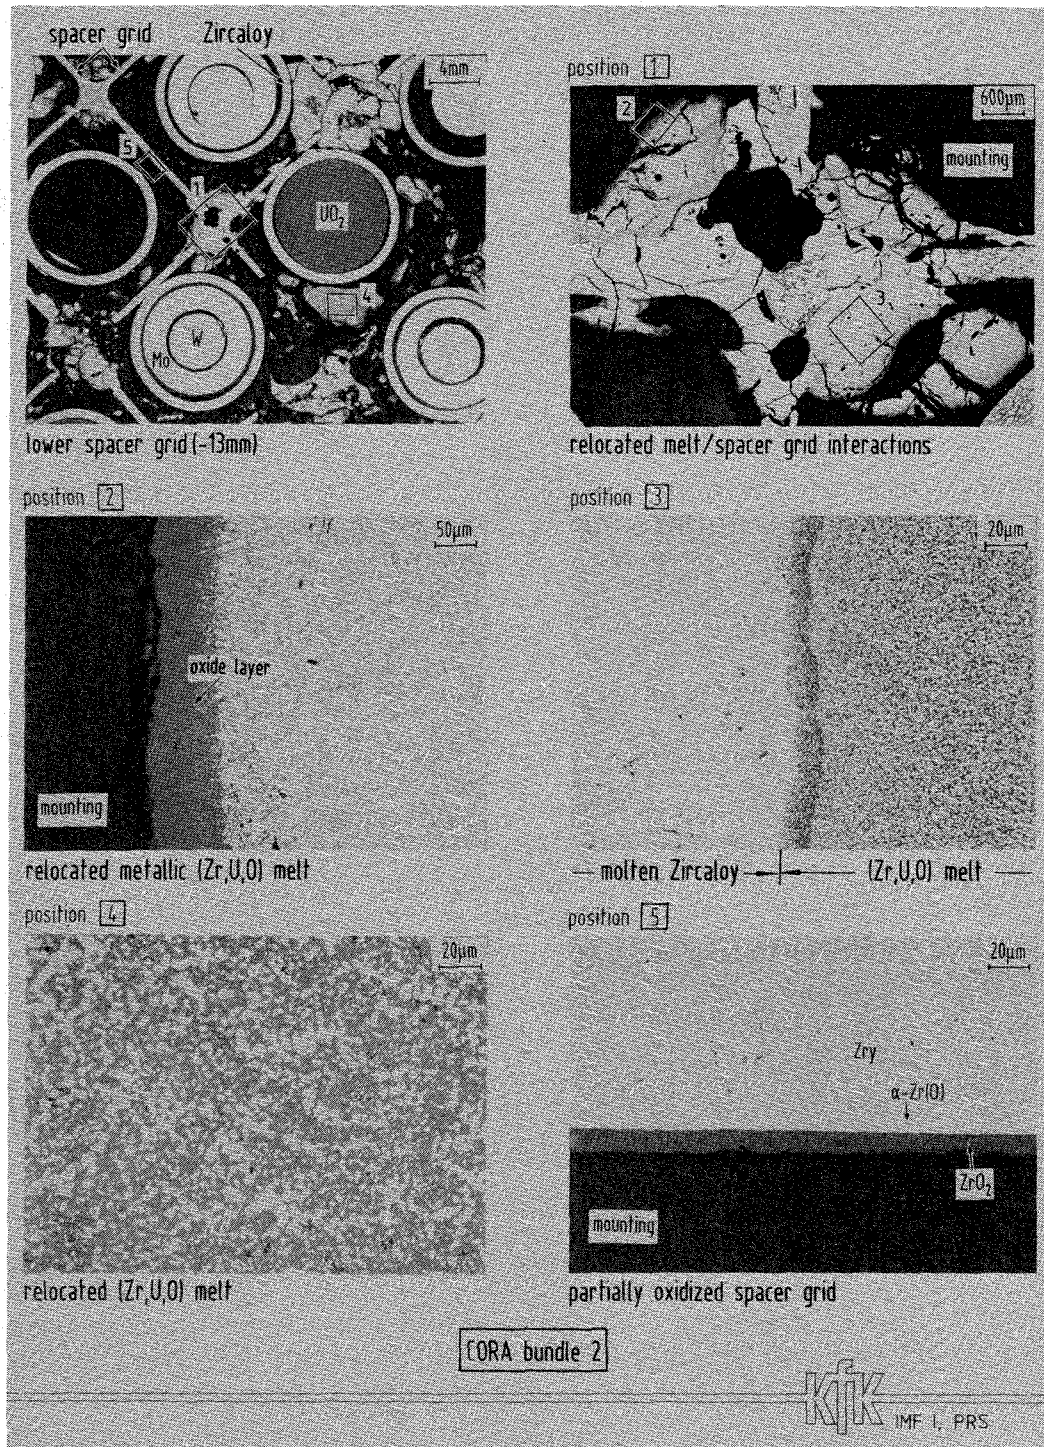 spacer grid Zircaloy
4mm
5
1
UO2
4
W
Mo
lower spacer grid (-13mm)
position 1
2
600µm
mounting
3
relocated melt/spacer grid interactions
position 2
50µm
oxide layer
mounting
relocated metallic (Zr,U,O) melt
position 3
20µm
molten Zircaloy (Zr,U,O) melt
position 4
20µm
relocated (Zr,U,O) melt
position 5
20µm
Zry
α-Zr(O)
ZrO2
mounting
partially oxidized spacer grid
CORA bundle 2
KfK
IMF I, PRS